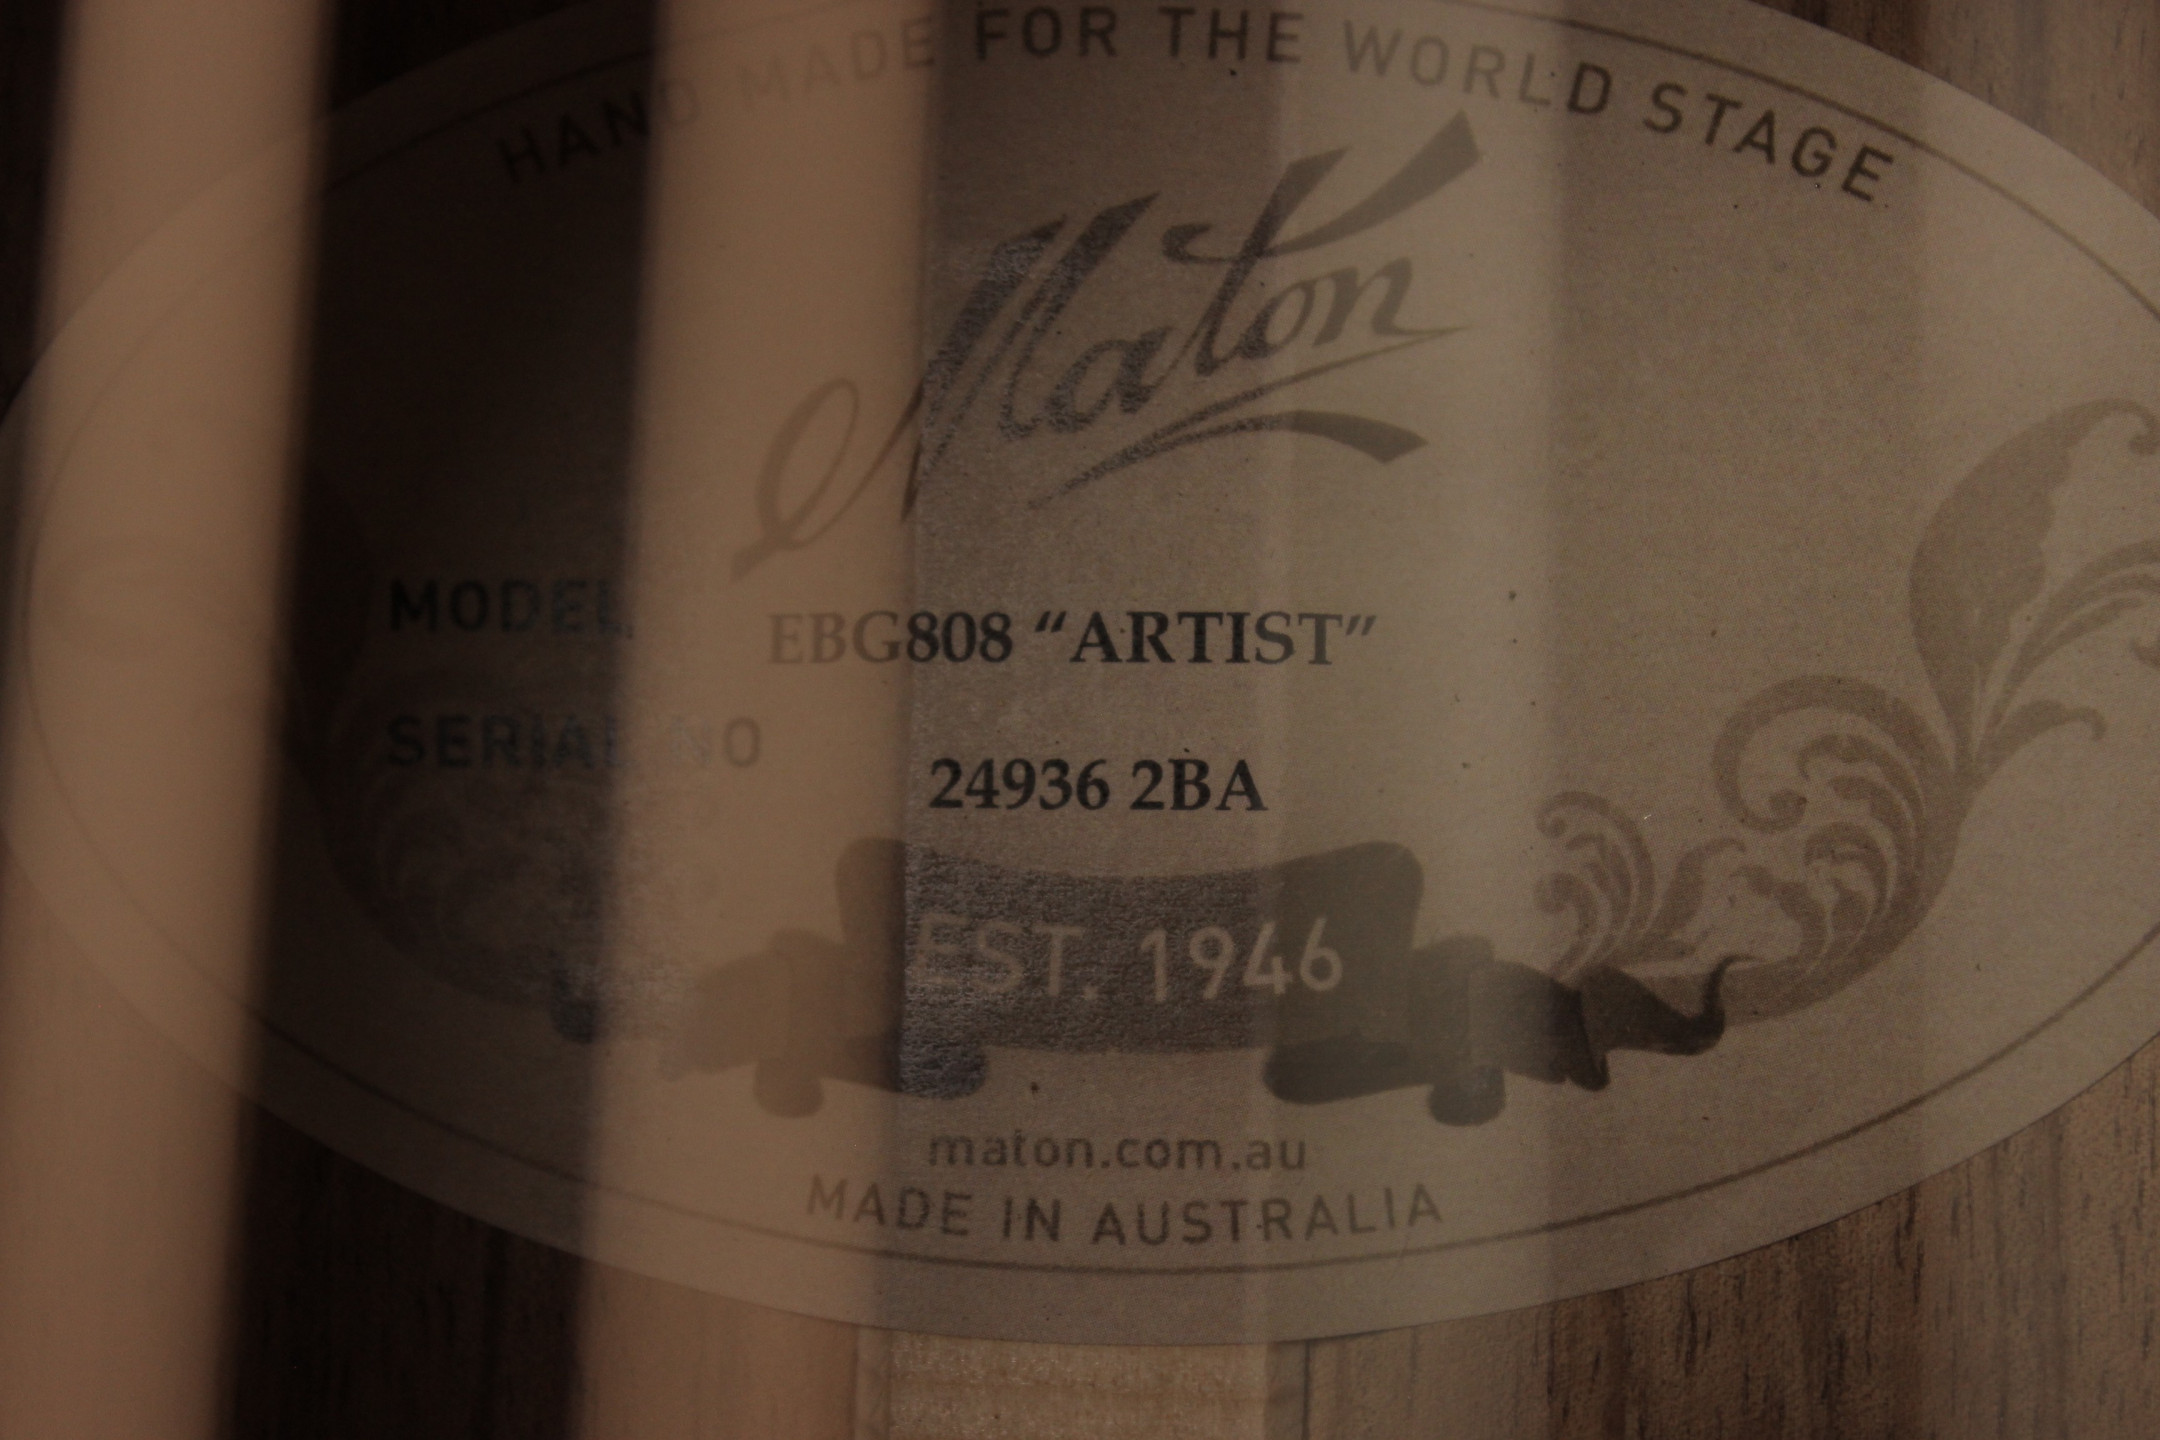 HAND MADE FOR THE WORLD STAGE
Maton
MODEL EBG808 “ARTIST”
SERIAL NO 24936 2BA
EST. 1946
maton.com.au
MADE IN AUSTRALIA